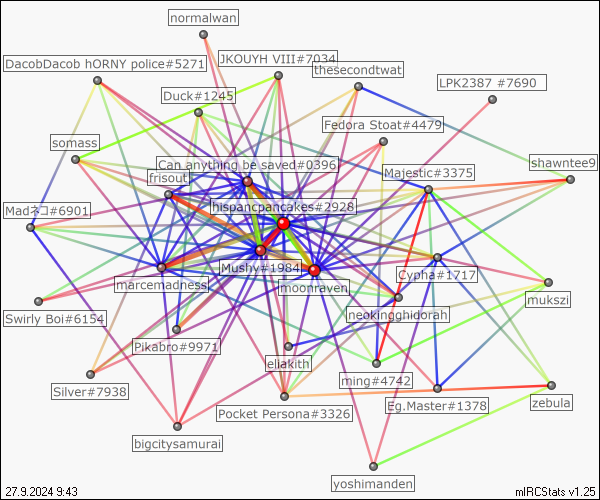 normalwan
DacobDacob hORNY police#5271
JKOUYH VIII#7034
thesecondtwat
LPK2387 #7690
Duck#1245
Fedora Stoat#4479
somass
Can anything be saved#0396
shawntee9
frisout
Majestic#3375
Madネコ#6901
hispanicpancakes#2928
Mushy#1984
Cypha#1717
marcemadness
moonraven
mukszi
Swirly Boi#6154
neokingghidorah
Pikabro#9971
eliakith
ming#4742
Silver#7938
Pocket Persona#3326
Eg.Master#1378
zebula
bigcitysamurai
yoshimanden
27.9.2024 9:43
mIRCStats v1.25